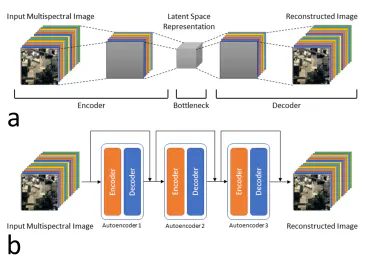 Input Multispectral Image
Latent Space
Representation
Reconstructed Image
Encoder
Bottleneck
Decoder
a
Encoder
Decoder
Encoder
Decoder
Encoder
Decoder
Input Multispectral Image
Autoencoder 1
Autoencoder 2
Autoencoder 3
Reconstructed Image
b